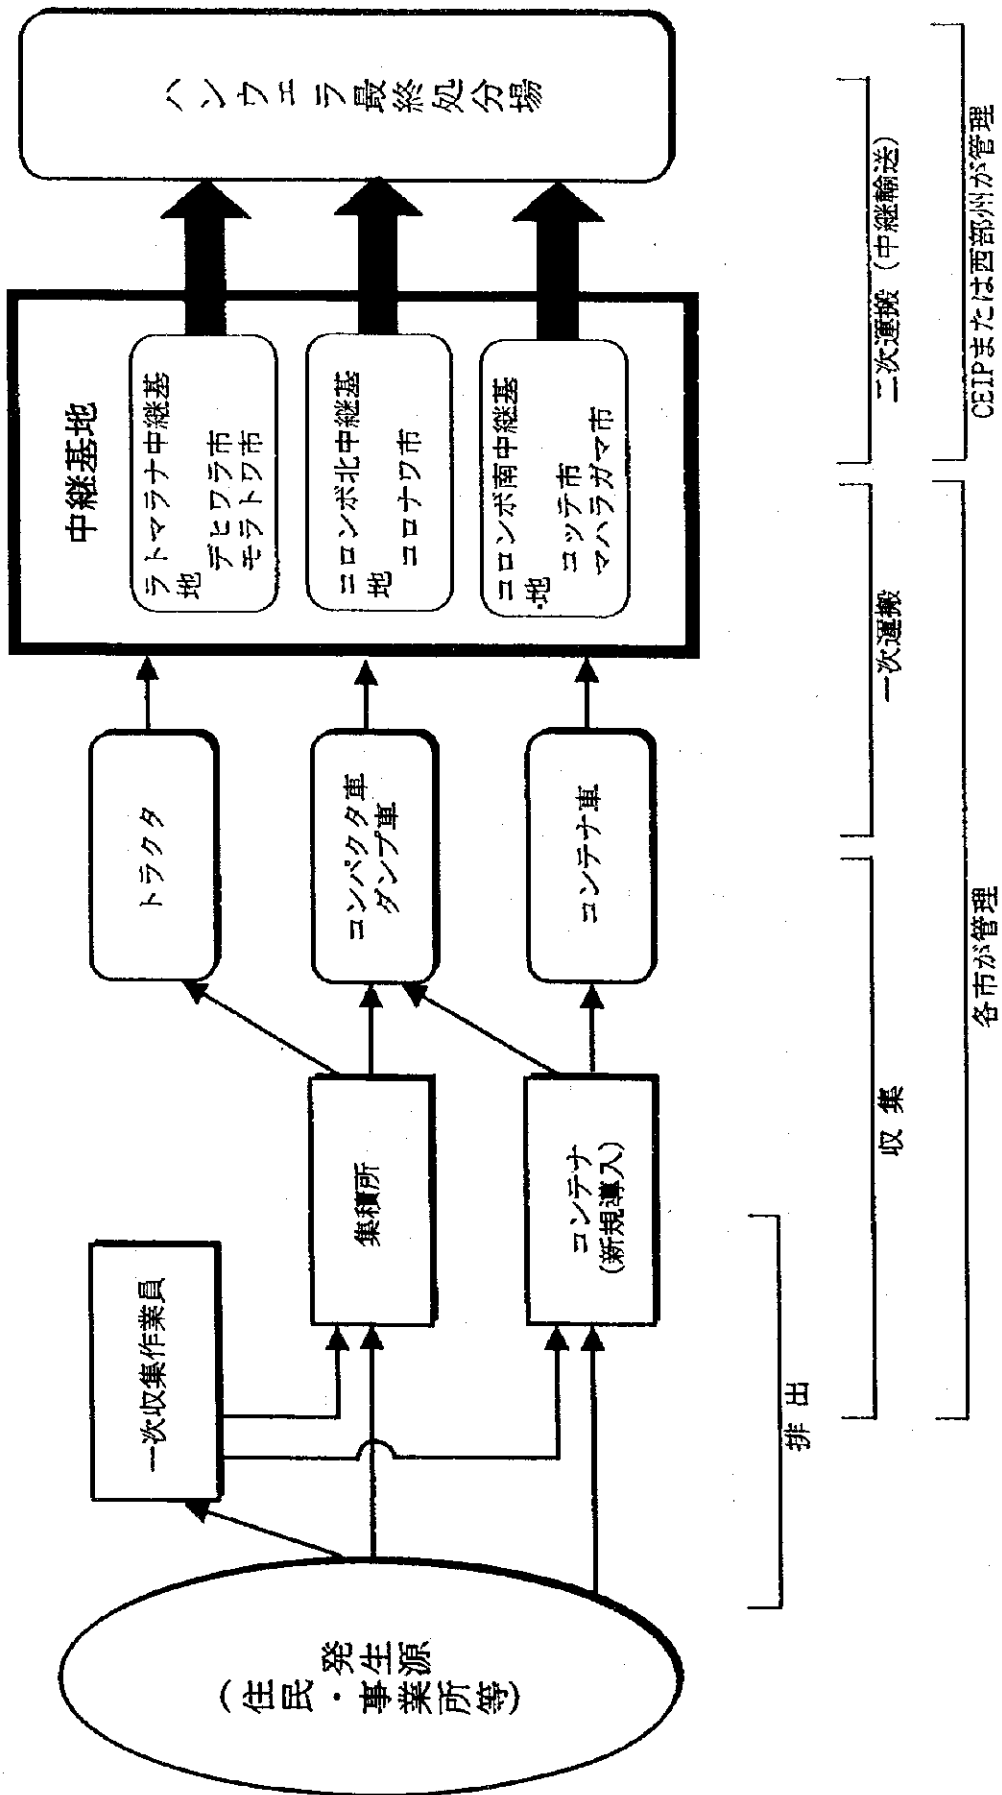 発生源
(住民・事業所等)
一次収集作業員
集積所
コンテナ
(新規導入)
トラクタ
コンパクタ車
ダンプ車
コンテナ車
中継基地
ラトマラナ中継基
地
デヒワラ市
モラトワ市
コロンボ北中継基
地
コロナワ市
コロンボ南中継基
地
コッテ市
マハラガマ市
ハンウェラ最終処分場
排出
収集
一次運搬
二次運搬(中継輸送)
各市が管理
CEIPまたは西部州が管理